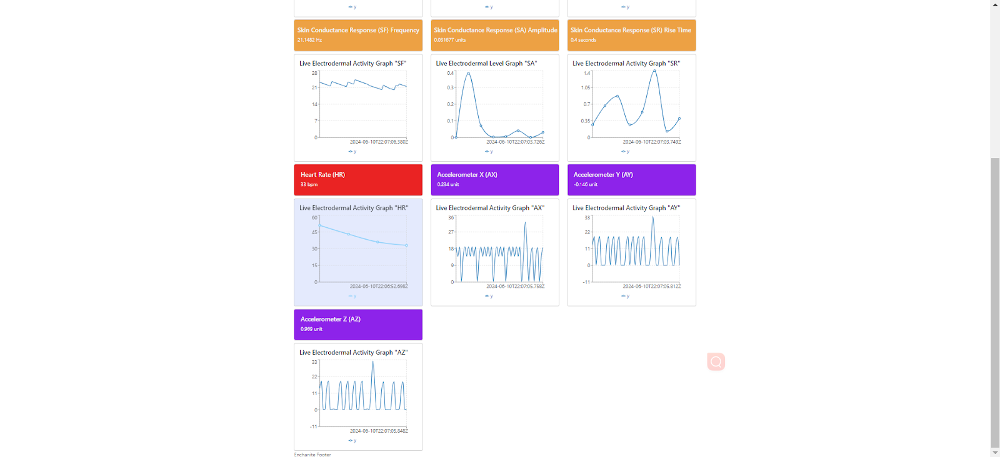 y
y
y
Skin Conductance Response (SF) Frequency
21.1482 Hz
Skin Conductance Response (SA) Amplitude
0.031677 units
Skin Conductance Response (SR) Rise Time
0.4 seconds
Live Electrodermal Activity Graph "SF"
28
21
14
7
0
2024-06-10T22:07:06.380Z
y
Live Electrodermal Level Graph "SA"
0.4
0.3
0.2
0.1
0
2024-06-10T22:07:03.726Z
y
Live Electrodermal Activity Graph "SR"
1.4
1.05
0.7
0.35
0
2024-06-10T22:07:03.749Z
y
Heart Rate (HR)
33 bpm
Accelerometer X (AX)
0.234 unit
Accelerometer Y (AY)
-0.146 unit
Live Electrodermal Activity Graph "HR"
60
45
30
15
0
2024-06-10T22:06:52.698Z
y
Live Electrodermal Activity Graph "AX"
36
27
18
9
0
2024-06-10T22:07:05.758Z
y
Live Electrodermal Activity Graph "AY"
33
22
11
0
-11
2024-06-10T22:07:05.812Z
y
Accelerometer Z (AZ)
0.969 unit
Live Electrodermal Activity Graph "AZ"
33
22
11
0
-11
2024-06-10T22:07:05.848Z
y
Enchanite Footer